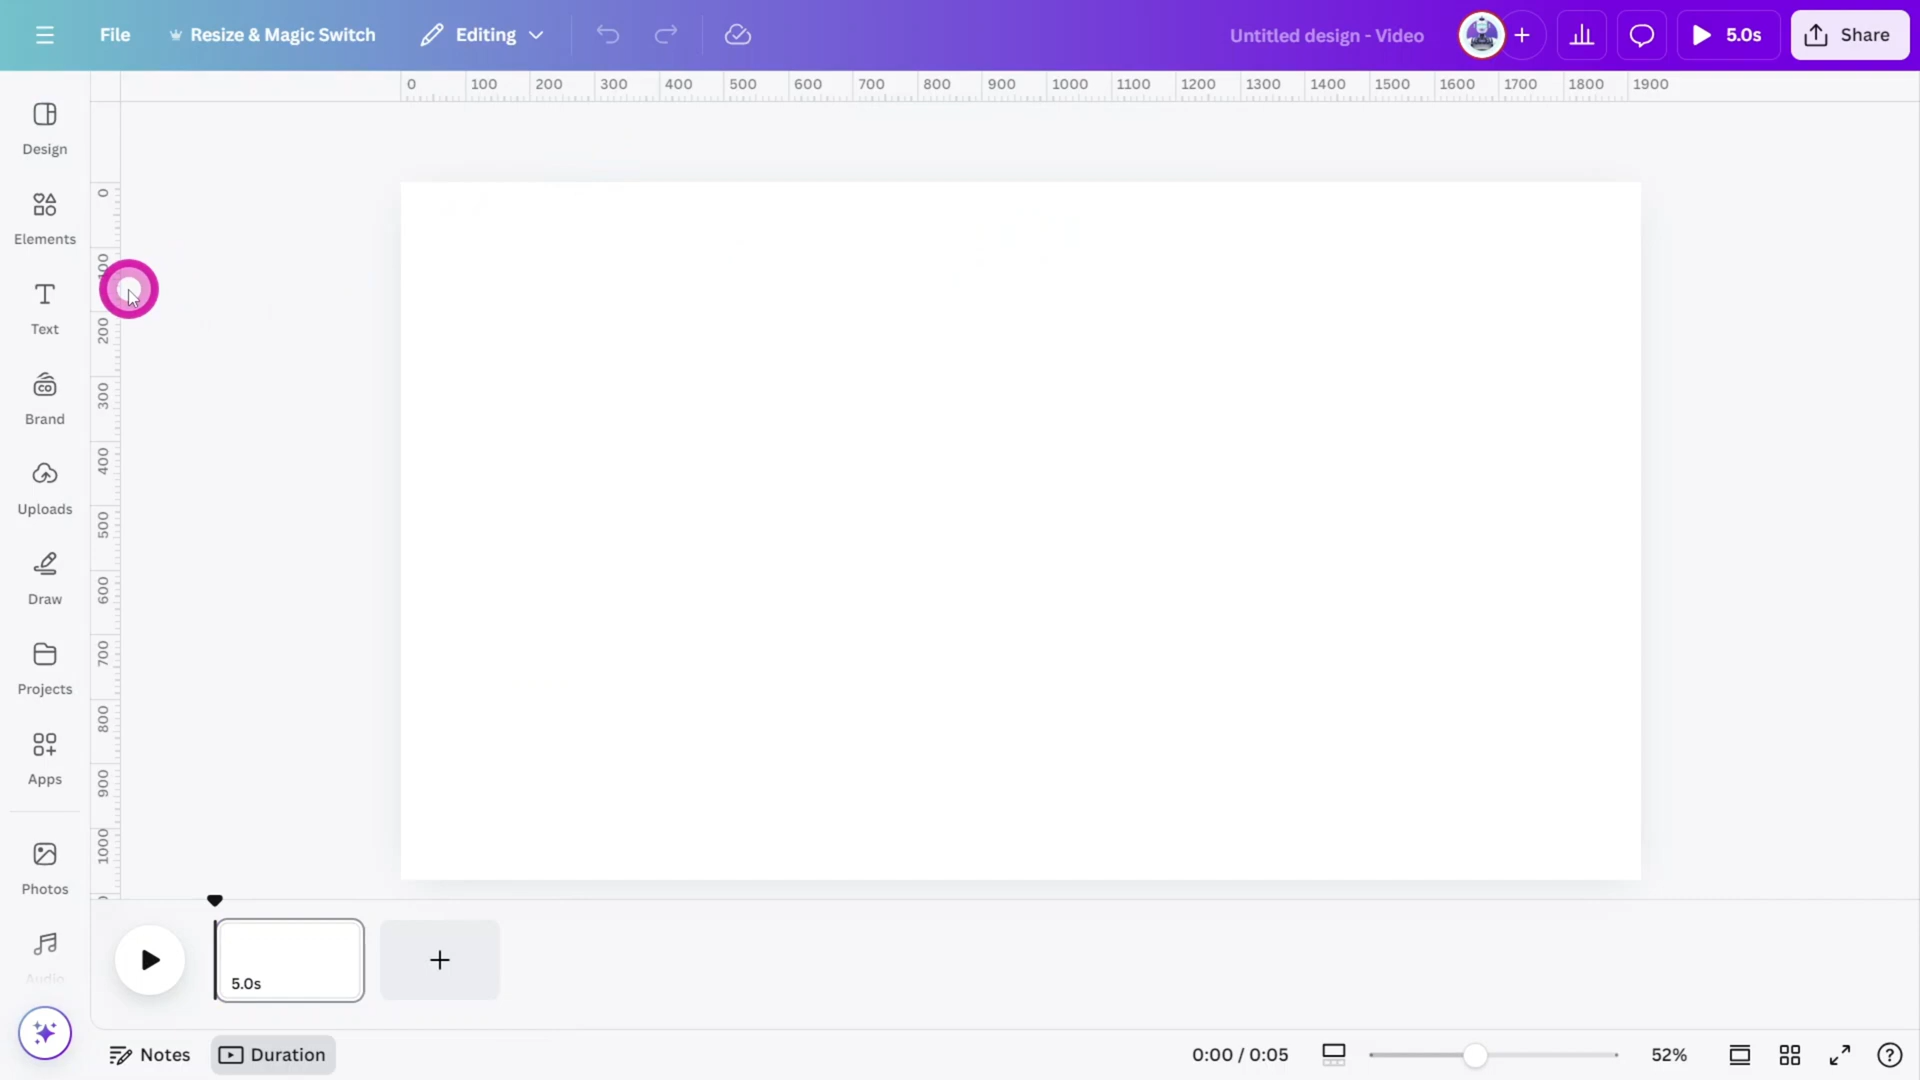 File
Resize & Magic Switch
Editing
Untitled design - Video
5.0s
Share
0 100 200 300 400 500 600 700 800 900 1000 1100 1200 1300 1400 1500 1600 1700 1800 1900
Design
Elements
Text
Brand
Uploads
Draw
Projects
Apps
Photos
Audio
0
100
200
300
400
500
600
700
800
900
1000
5.0s
Notes
Duration
0:00 / 0:05
52%